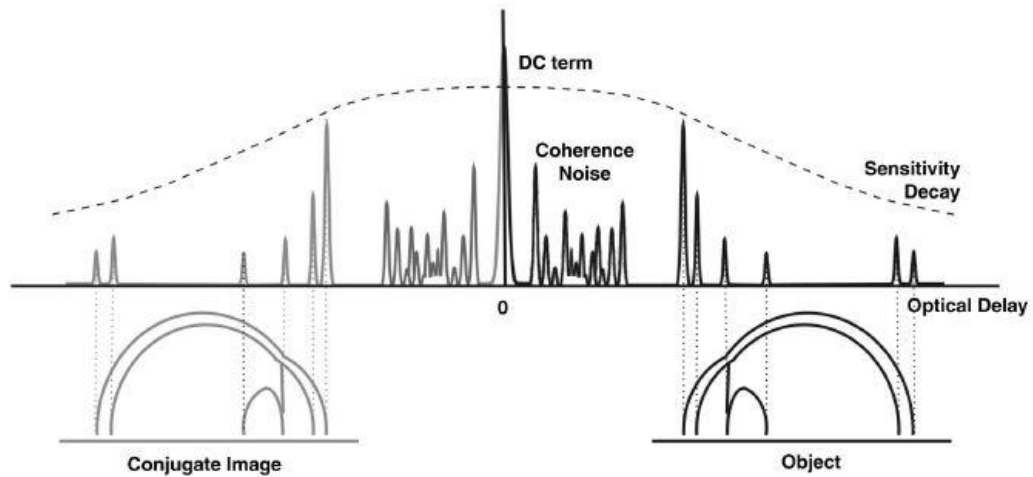 DC term
Coherence
Noise
Sensitivity
Decay
0
Optical Delay
Conjugate Image
Object